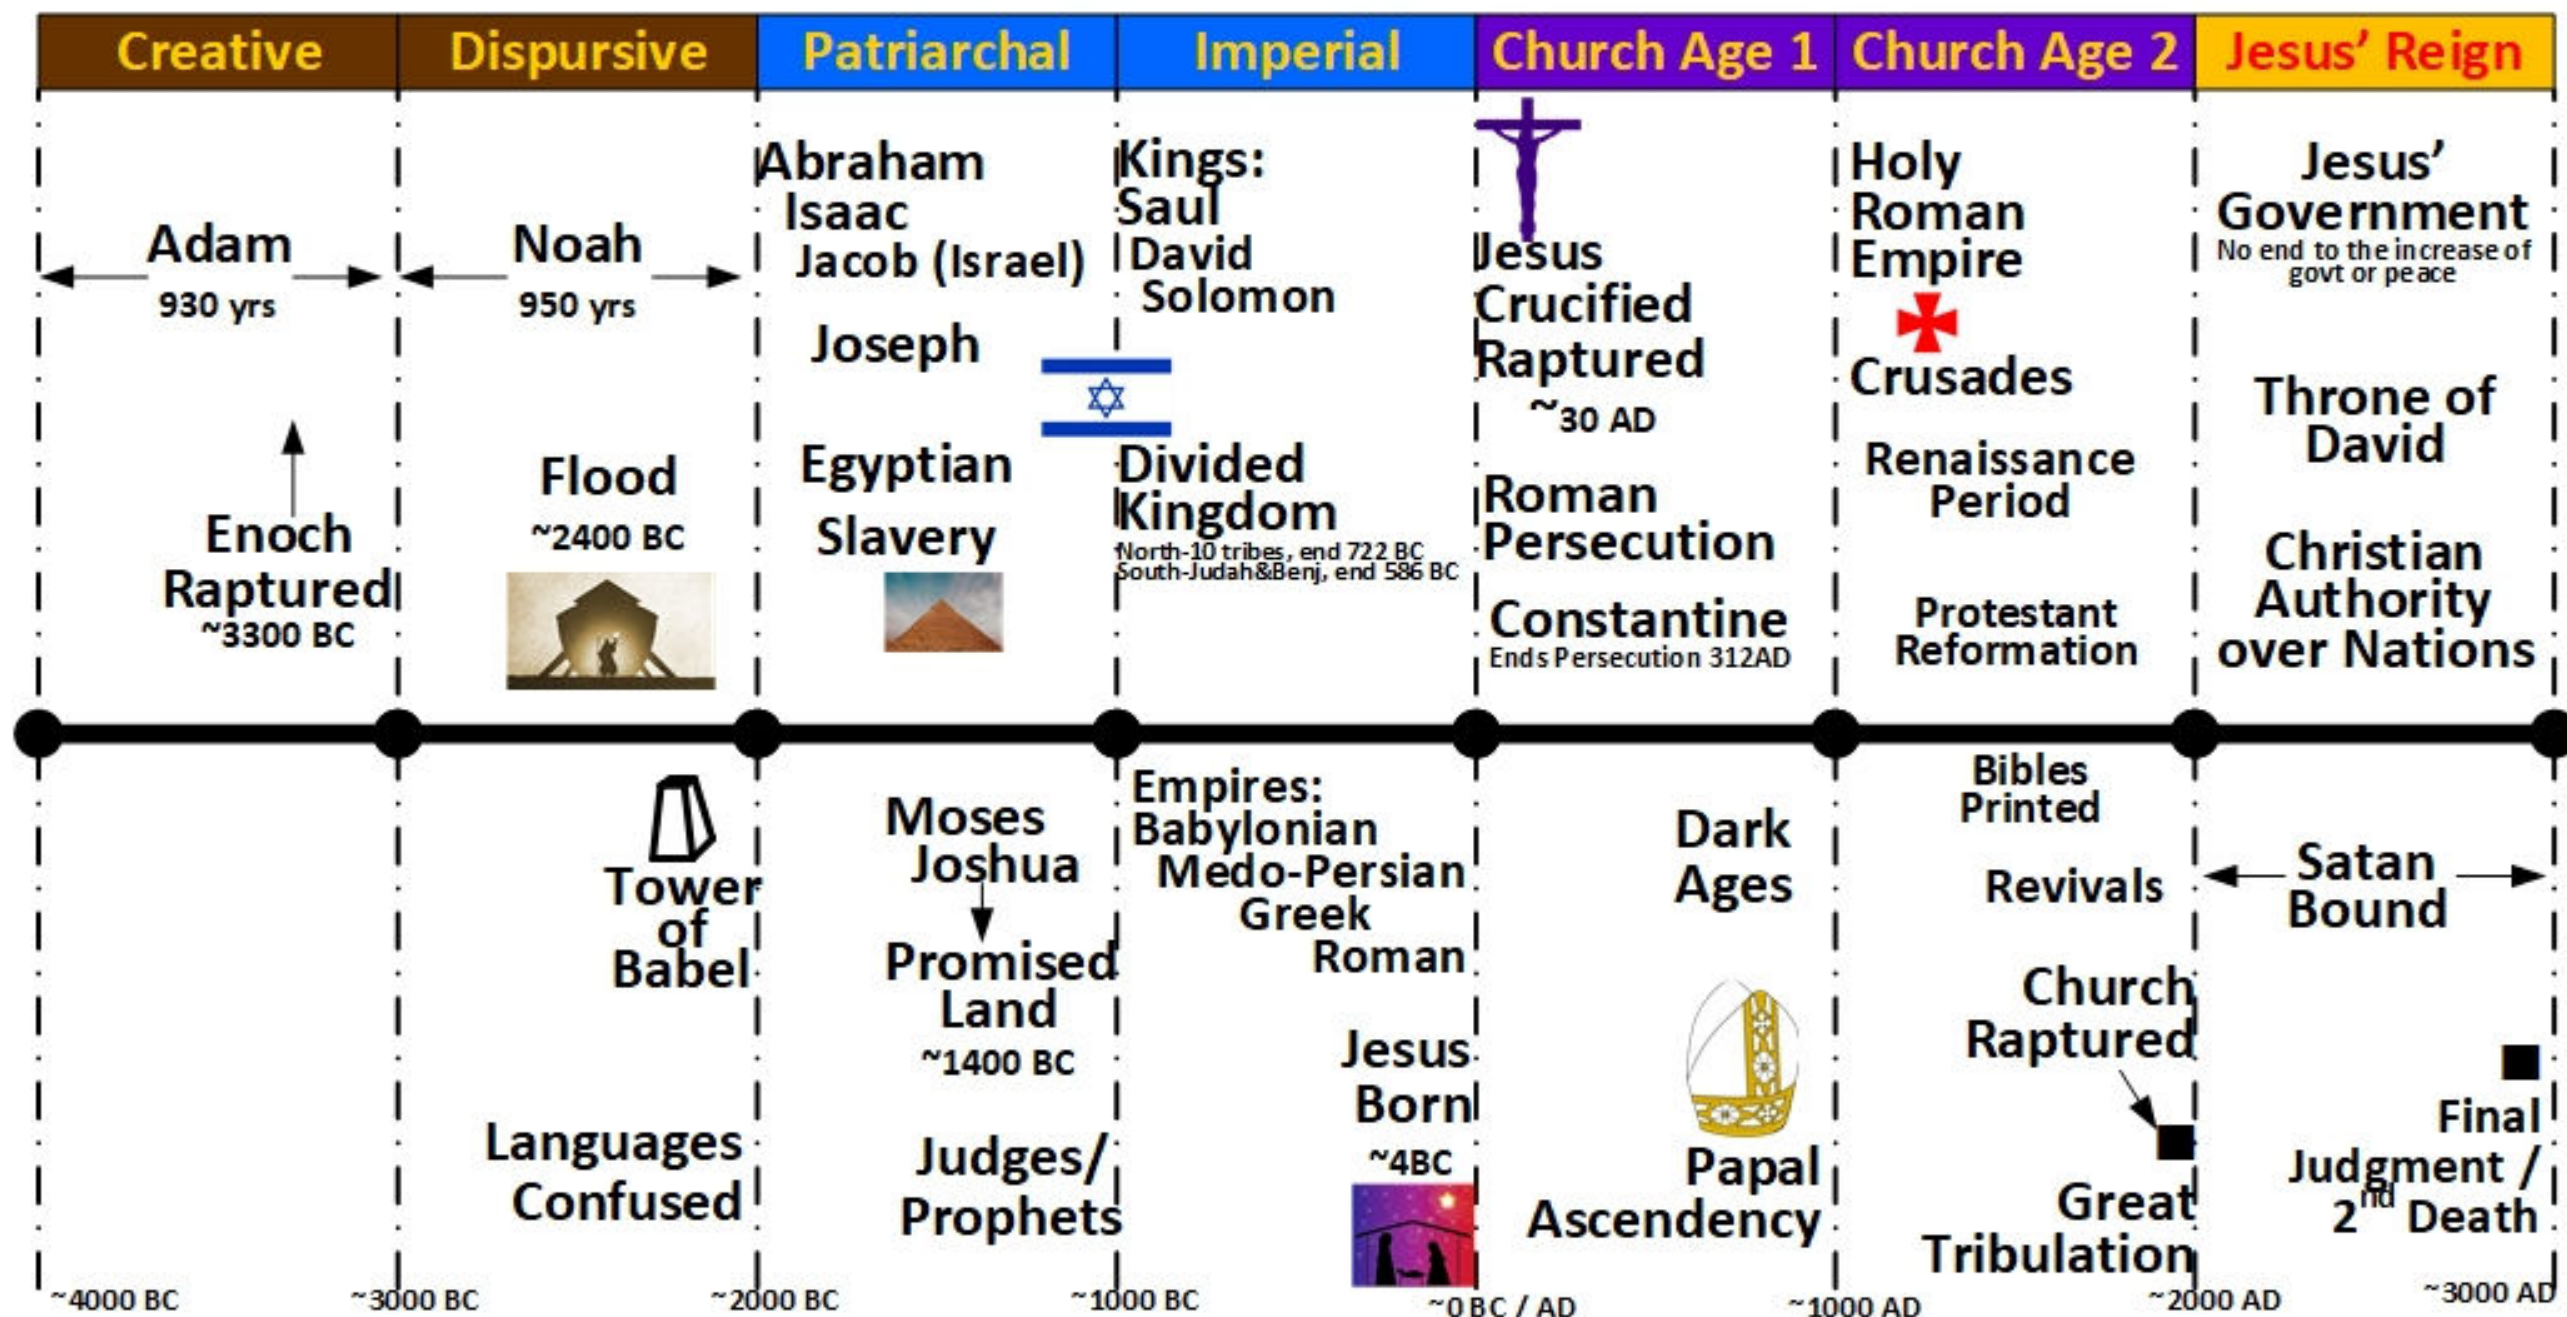 Creative
Dispursive
Patriarchal
Imperial
Church Age 1
Church Age 2
Jesus’ Reign
Adam
930 yrs
Enoch
Raptured
~3300 BC
Noah
950 yrs
Flood
~2400 BC
Abraham
Isaac
Jacob (Israel)
Joseph
Egyptian
Slavery
Kings:
Saul
David
Solomon
Divided
Kingdom
North-10 tribes, end 722 BC
South-Judah&Benj, end 586 BC
Jesus
Crucified
Raptured
~30 AD
Roman
Persecution
Constantine
Ends Persecution 312AD
Holy
Roman
Empire
Crusades
Renaissance
Period
Protestant
Reformation
Jesus’
Government
No end to the increase of
govt or peace
Throne of
David
Christian
Authority
over Nations
Tower
of
Babel
Languages
Confused
Moses
Joshua
Promised
Land
~1400 BC
Judges/
Prophets
Empires:
Babylonian
Medo-Persian
Greek
Roman
Jesus
Born
~4BC
Dark
Ages
Papal
Ascendency
Bibles
Printed
Revivals
Church
Raptured
Great
Tribulation
Satan
Bound
Final
Judgment /
2nd Death
~4000 BC
~3000 BC
~2000 BC
~1000 BC
~0 BC / AD
~1000 AD
~2000 AD
~3000 AD